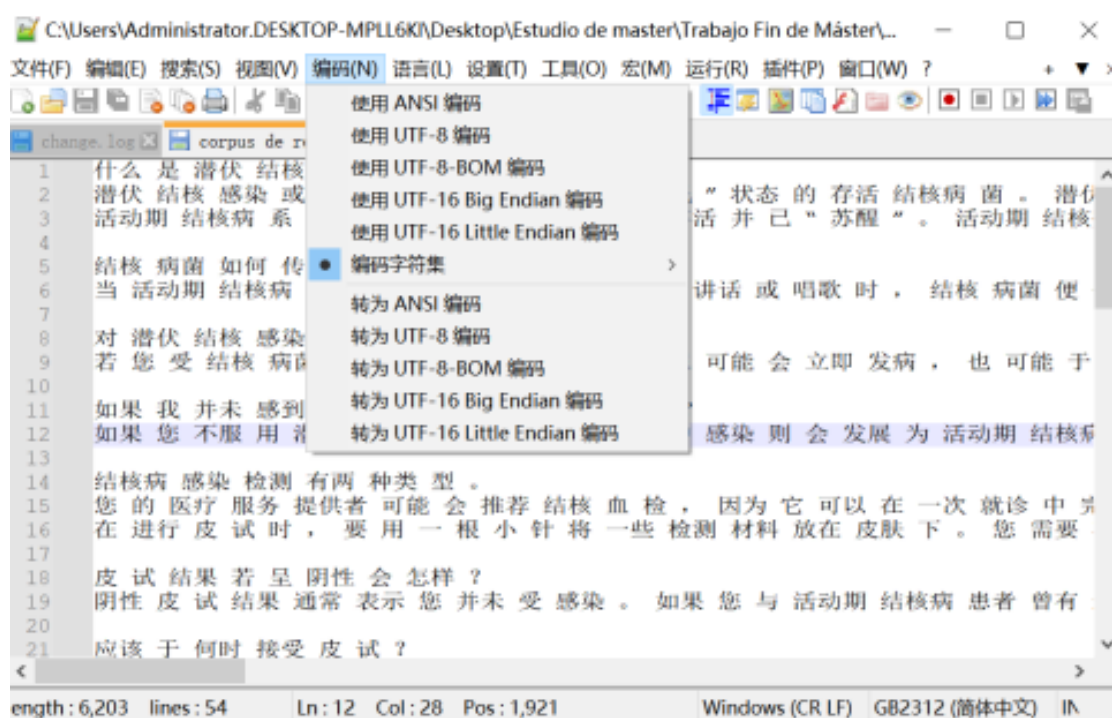 C:\Users\Administrator.DESKTOP-MPLL6KI\Desktop\Estudio de master\Trabajo Fin de Máster\...
文件(F) 编辑(E) 搜索(S) 视图(V) 编码(N) 语言(L) 设置(T) 工具(O) 宏(M) 运行(R) 插件(P) 窗口(W) ?
change.log corpus de
使用 ANSI 编码
使用 UTF-8 编码
使用 UTF-8-BOM 编码
使用 UTF-16 Big Endian 编码
使用 UTF-16 Little Endian 编码
编码字符集
转为 ANSI 编码
转为 UTF-8 编码
转为 UTF-8-BOM 编码
转为 UTF-16 Big Endian 编码
转为 UTF-16 Little Endian 编码
1 什么 是 潜伏 结核
2 潜伏 结核 感染 或 " 状态 的 存活 结核病 菌 。 潜伏
3 活动期 结核病 系 活 并 已 " 苏醒 " 。 活动期 结核
4
5 结核 病菌 如何 传
6 当 活动期 结核病 讲话 或 唱歌 时 , 结核 病菌 便
7
8 对 潜伏 结核 感染
9 若 您 受 结核 病菌 可能 会 立即 发病 , 也 可能 于
10
11 如果 我 并未 感到
12 如果 您 不服 用 潜 感染 则 会 发展 为 活动期 结核病
13
14 结核病 感染 检测 有两 种类 型 。
15 您 的 医疗 服务 提供者 可能 会 推荐 结核 血 检 , 因为 它 可以 在 一次 就诊 中 完
16 在 进行 皮 试 时 , 要 用 一 根 小 针 将 一些 检测 材料 放在 皮肤 下 。 您 需要
17
18 皮 试 结果 若 呈 阴性 会 怎样 ?
19 阴性 皮 试 结果 通常 表示 您 并未 受 感染 。 如果 您 与 活动期 结核病 患者 曾有
20
21 应该 于 何时 接受 皮 试 ?
ength : 6,203 lines : 54 Ln : 12 Col : 28 Pos : 1,921 Windows (CR LF) GB2312 (简体中文)